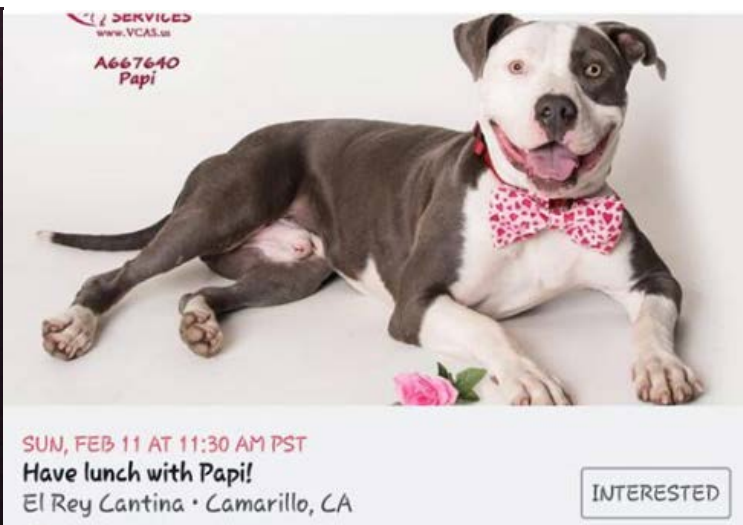 SERVICES
www.VCAS.us
A667640
Papi
SUN, FEB 11 AT 11:30 AM PST
Have lunch with Papi!
El Rey Cantina • Camarillo, CA
INTERESTED